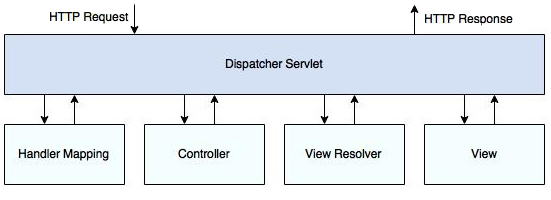 HTTP Request
HTTP Response
Dispatcher Servlet
Handler Mapping
Controller
View Resolver
View